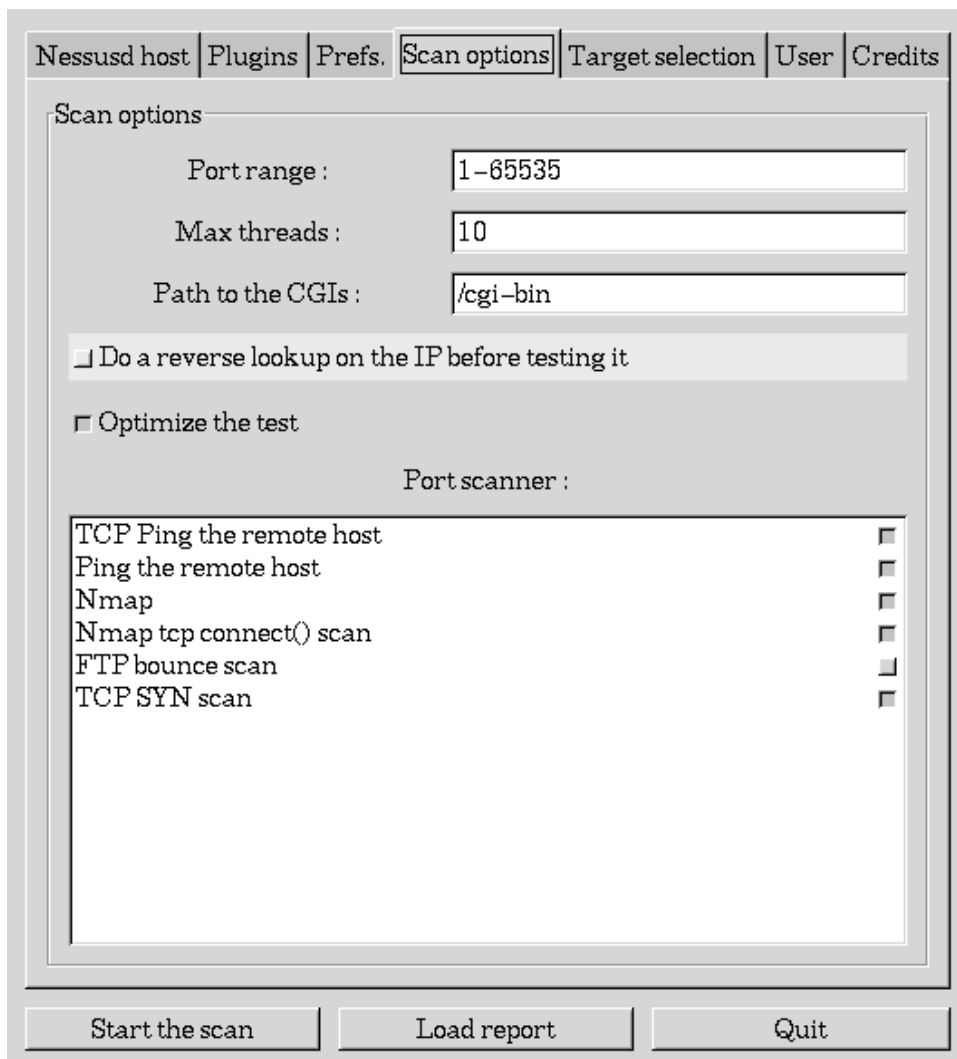 Nessusd host Plugins Prefs. Scan options Target selection User Credits
Scan options
Port range : 1-65535
Max threads : 10
Path to the CGIs : /cgi-bin
Do a reverse lookup on the IP before testing it
Optimize the test
Port scanner :
TCP Ping the remote host
Ping the remote host
Nmap
Nmap tcp connect() scan
FTP bounce scan
TCP SYN scan
Start the scan Load report Quit